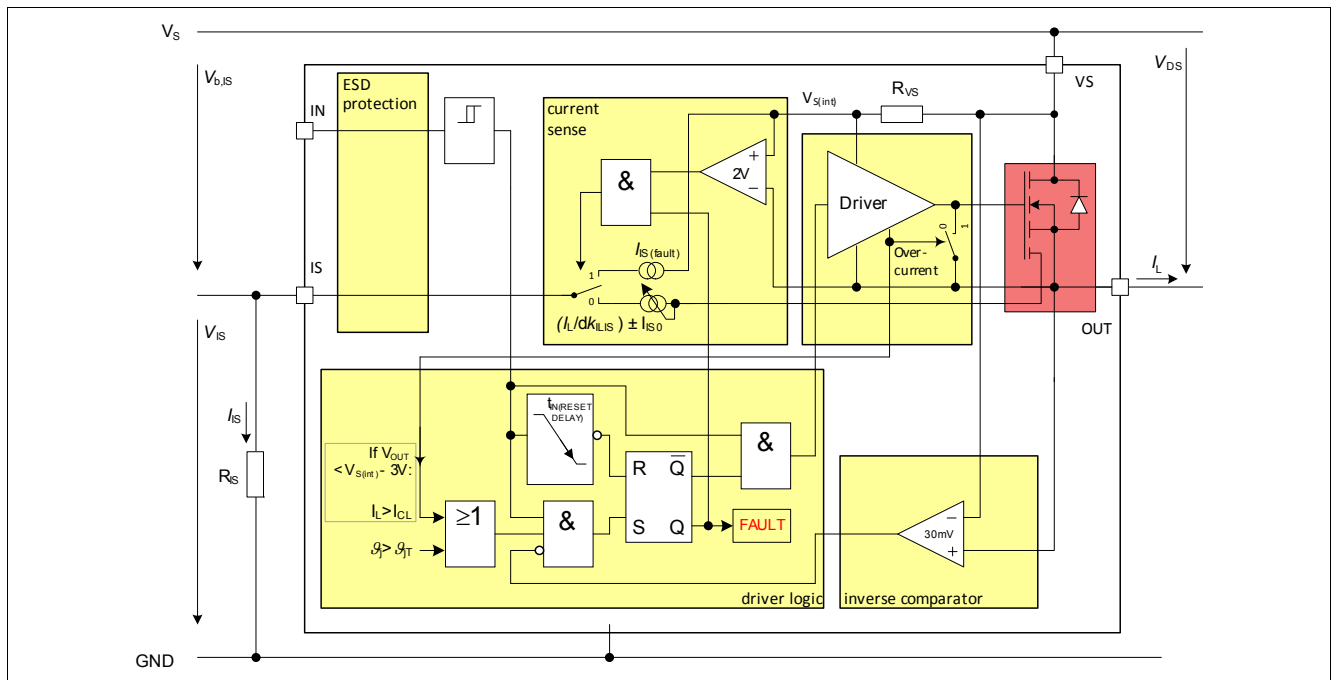 VS
Vb,IS
ESD
protection
IN
VS
VDS
current
sense
VS(int)
RVS
+
2V
−
&
Driver
0
1
Over-
current
IS
IIS(fault)
1
0
(IL/dkILIS) ± IIS0
IL
OUT
VIS
IIS
RIS
tIN(RESET
DELAY)
&
If VOUT
< VS(int) - 3V:
R
Q
S
Q
IL > ICL
≥1
&
FAULT
ϑj > ϑjT
−
30mV
+
driver logic
inverse comparator
GND